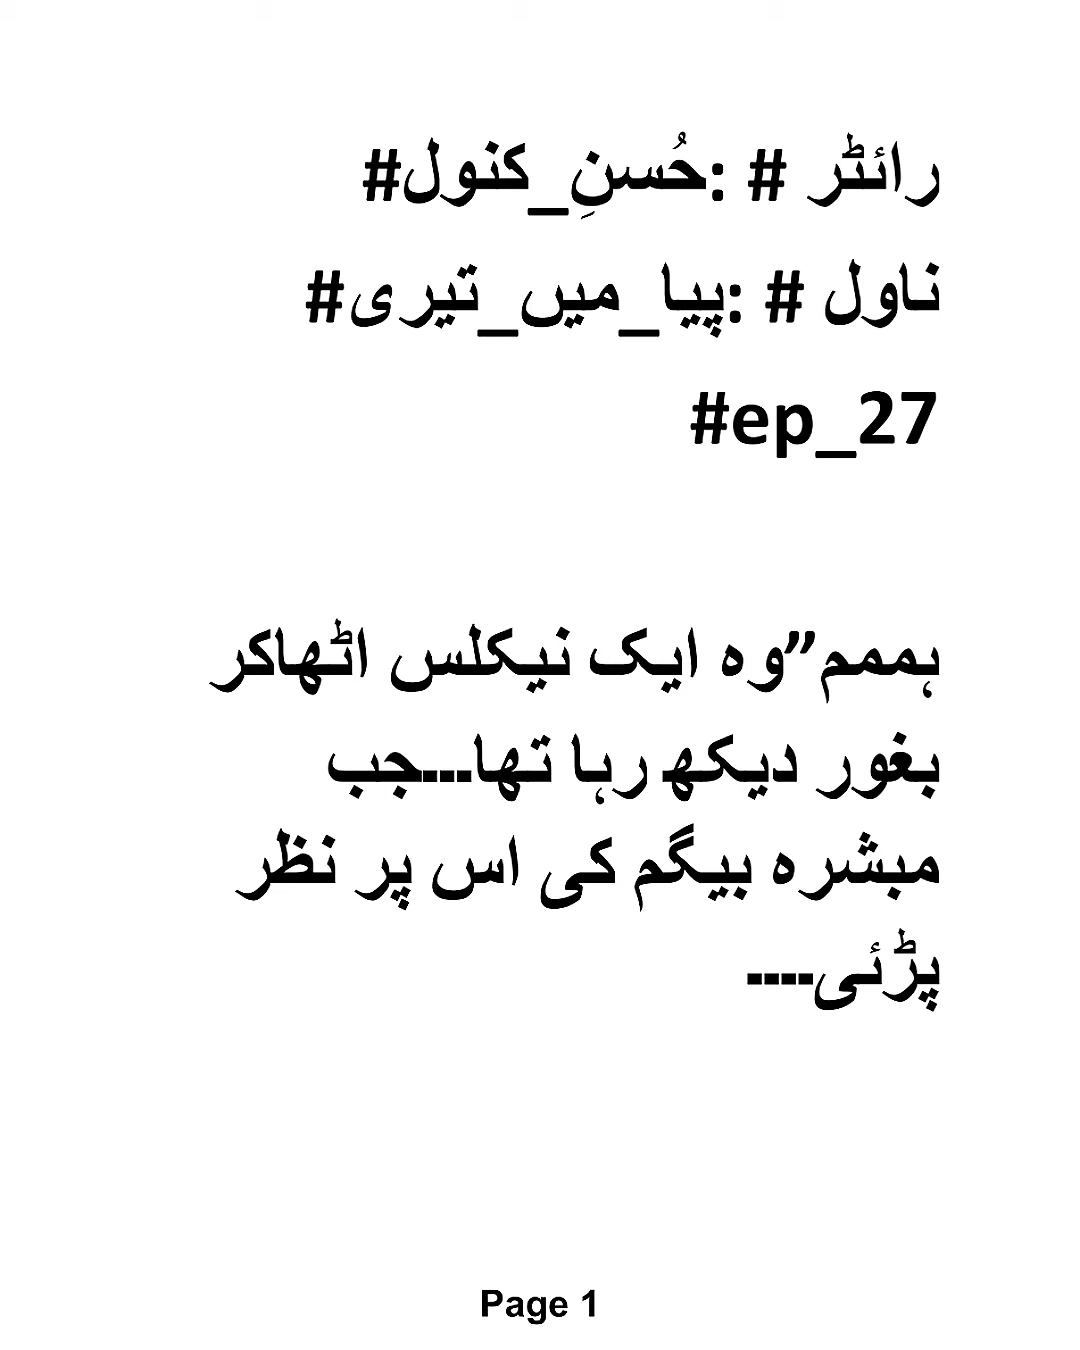 رائٹر # :حُسنِ_کنول#
ناول # :پیا_میں_تیری#
#ep_27
ہممم”وہ ایک نیکلس اٹھاکر
بغور دیکھ رہا تھا---جب
مبشرہ بیگم کی اس پر نظر
پڑئی----
Page 1